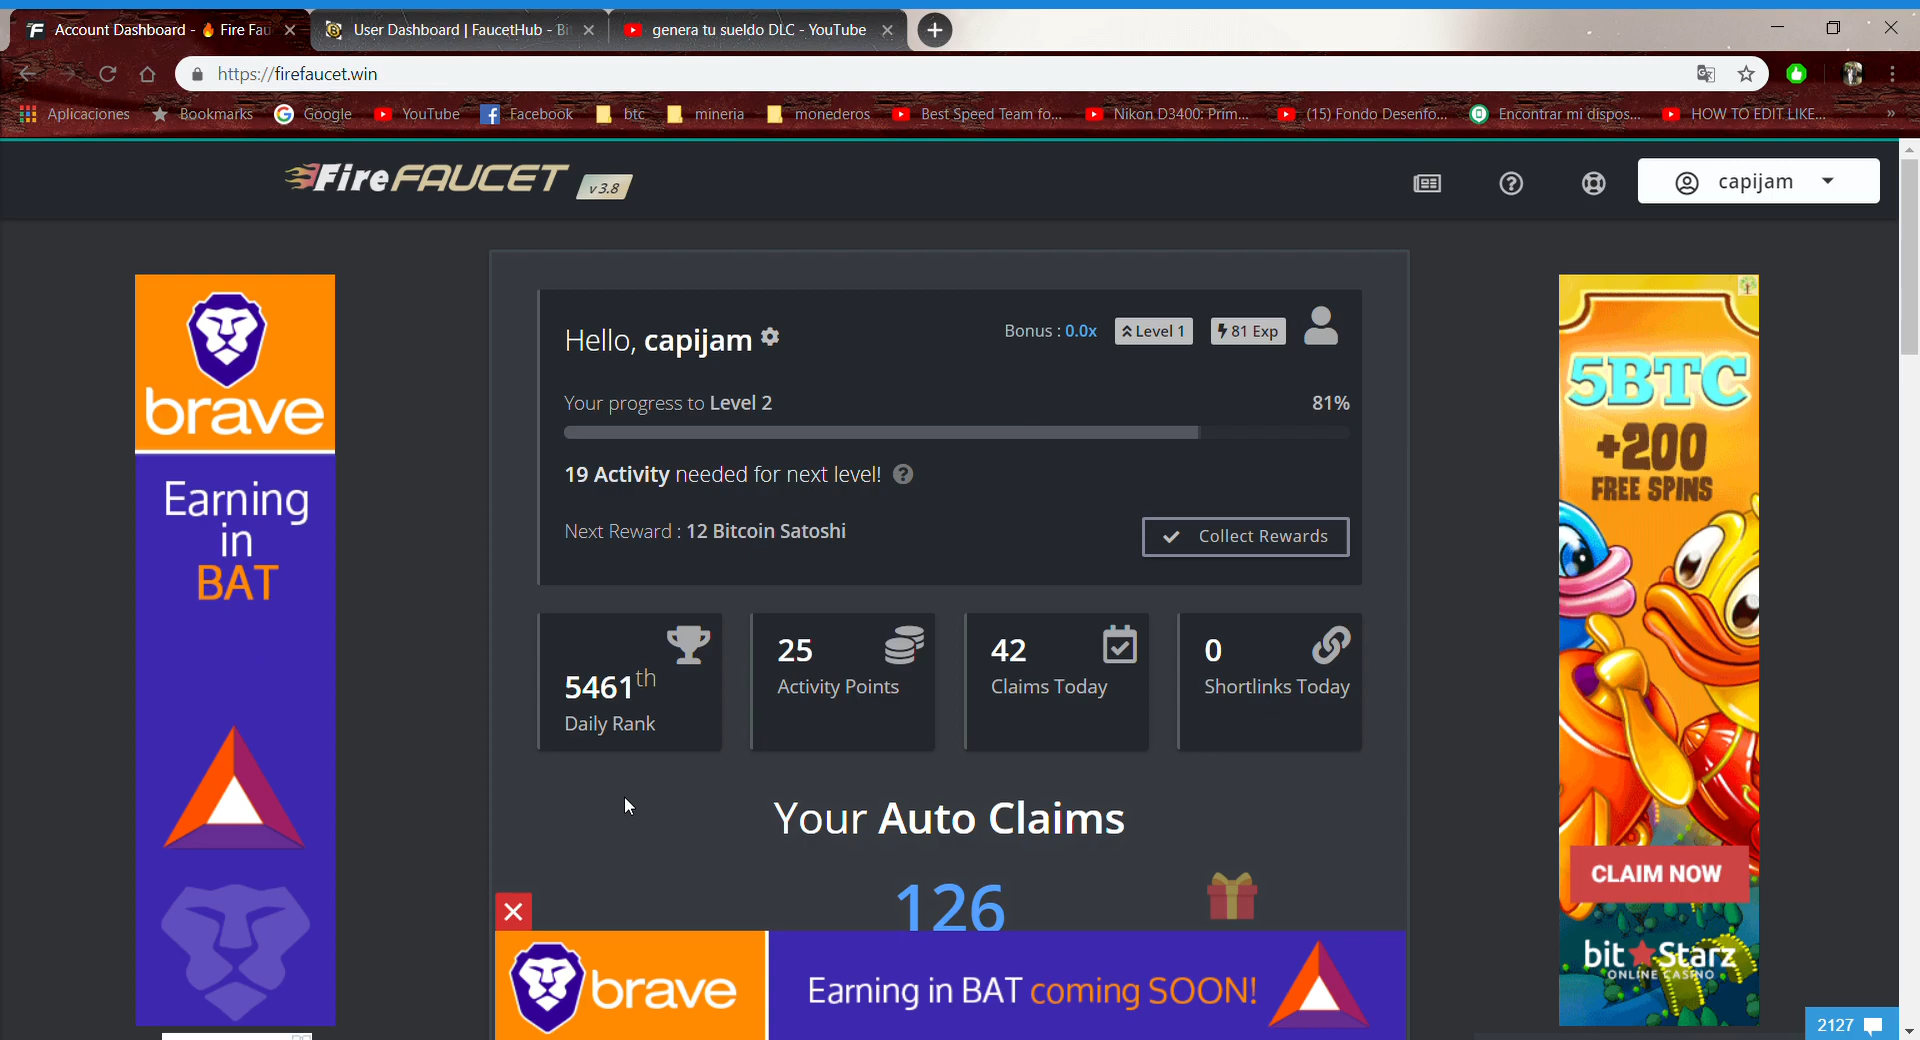 Account Dashboard - 🔥 Fire Fau
User Dashboard | FaucetHub - Bi
genera tu sueldo DLC - YouTube
https://firefaucet.win
Aplicaciones
Bookmarks
Google
YouTube
Facebook
btc
mineria
monederos
Best Speed Team fo...
Nikon D3400: Prim...
(15) Fondo Desenfo...
Encontrar mi dispos...
HOW TO EDIT LIKE...
»
Fire FAUCET v 3.8
capijam
Hello, capijam
Bonus : 0.0x
Level 1
81 Exp
Your progress to Level 2
81%
19 Activity needed for next level!
Next Reward : 12 Bitcoin Satoshi
Collect Rewards
5461th
Daily Rank
25
Activity Points
42
Claims Today
0
Shortlinks Today
Your Auto Claims
126
brave
Earning
in
BAT
5BTC
+200
FREE SPINS
CLAIM NOW
bit Starz
ONLINE CASINO
brave
Earning in BAT coming SOON!
2127